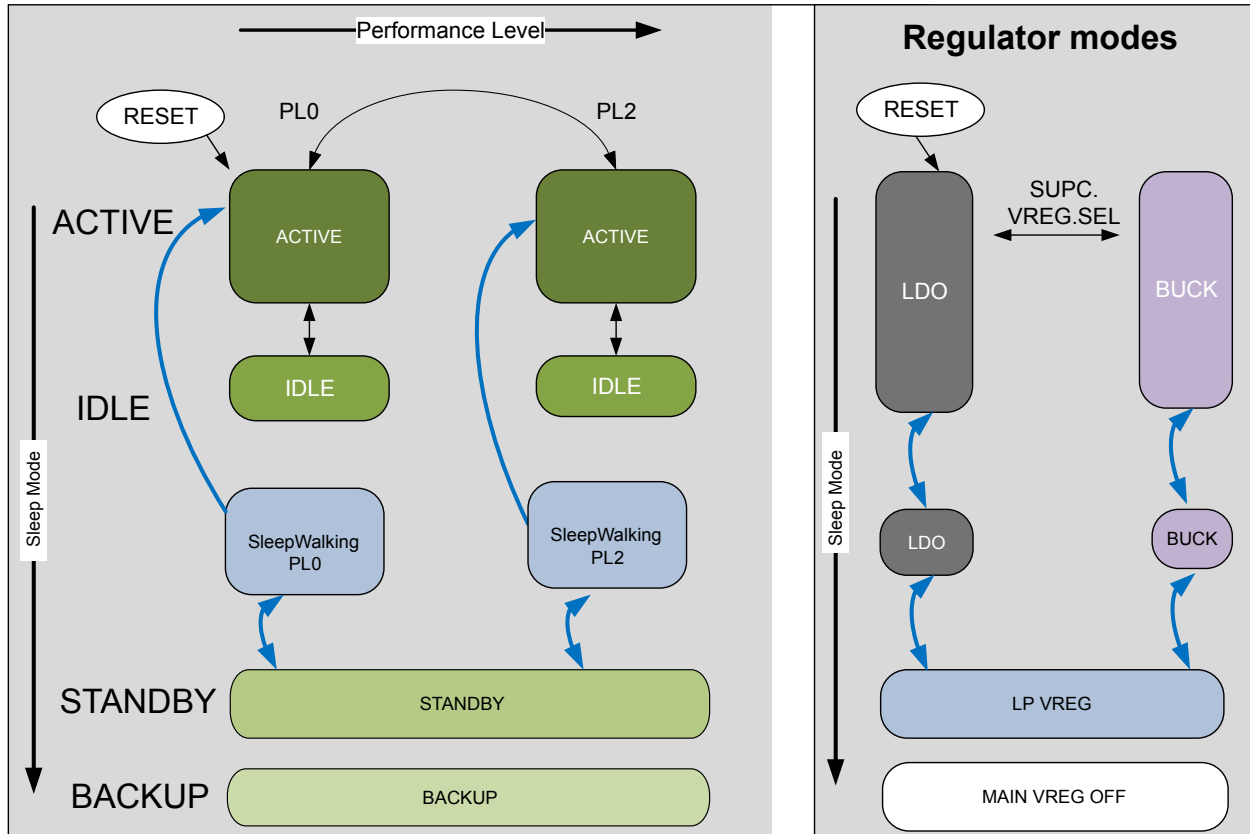 Performance Level
RESET
PL0
PL2
ACTIVE
ACTIVE
ACTIVE
IDLE
IDLE
IDLE
Sleep Mode
SleepWalking
PL0
SleepWalking
PL2
STANDBY
STANDBY
BACKUP
BACKUP
Regulator modes
RESET
SUPC.
VREG.SEL
LDO
BUCK
Sleep Mode
LDO
BUCK
LP VREG
MAIN VREG OFF